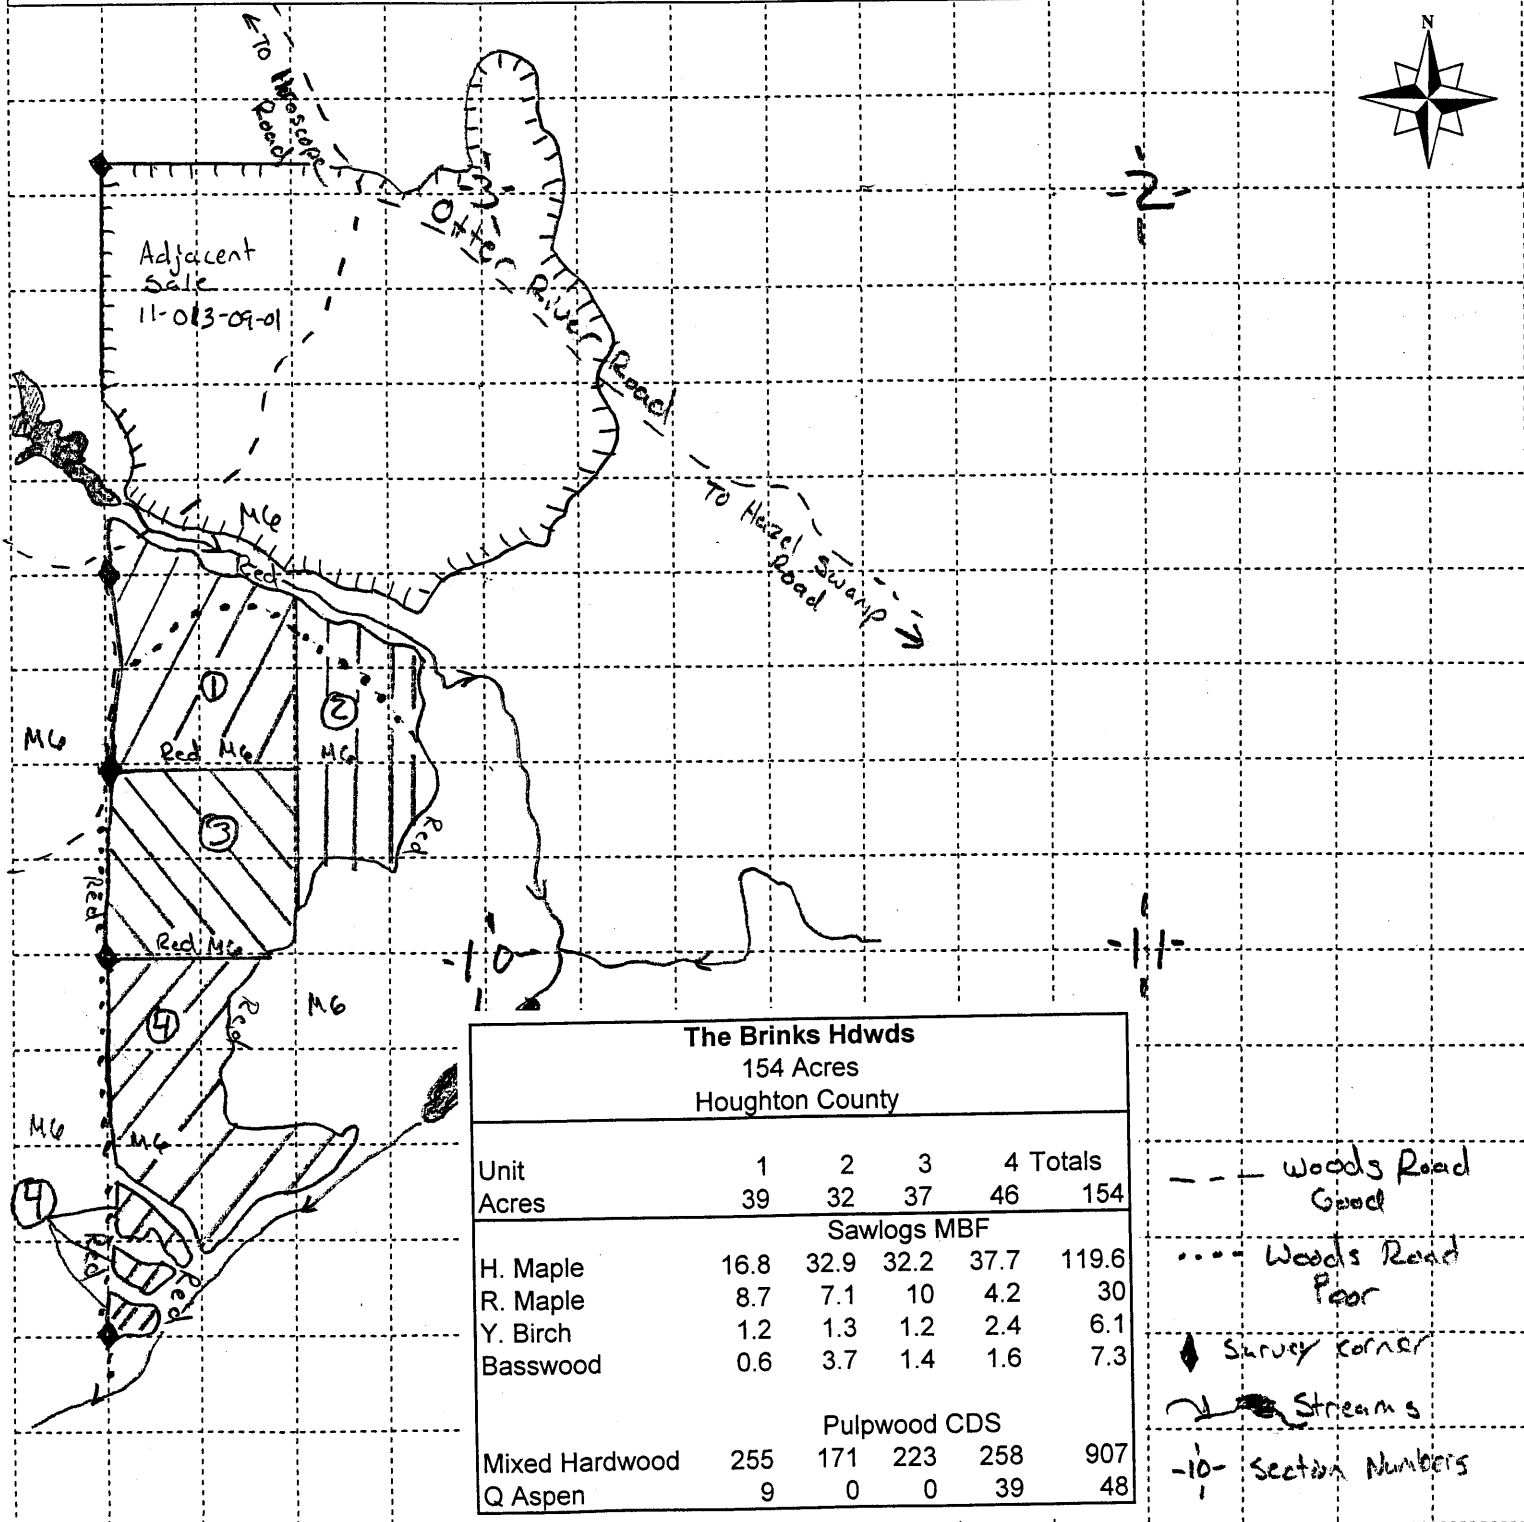 N
TO Horoscope
Road
-2-
3
Otter River Road
Adjacent
Sale
11-013-09-01
M6
Red
TO Hazel Swamp
Road
1
2
M6
Red M6
M6
3
Red
Red
Red M6
-10-
-11-
4
Red
M6
M6
M6
4
Red
Red
The Brinks Hdwds
154 Acres
Houghton County
Unit 1 2 3 4 Totals
Acres 39 32 37 46 154
Sawlogs MBF
H. Maple 16.8 32.9 32.2 37.7 119.6
R. Maple 8.7 7.1 10 4.2 30
Y. Birch 1.2 1.3 1.2 2.4 6.1
Basswood 0.6 3.7 1.4 1.6 7.3
Pulpwood CDS
Mixed Hardwood 255 171 223 258 907
Q Aspen 9 0 0 39 48
Woods Road
Good
Woods Road
Poor
Survey corner
Streams
-10- Section Numbers